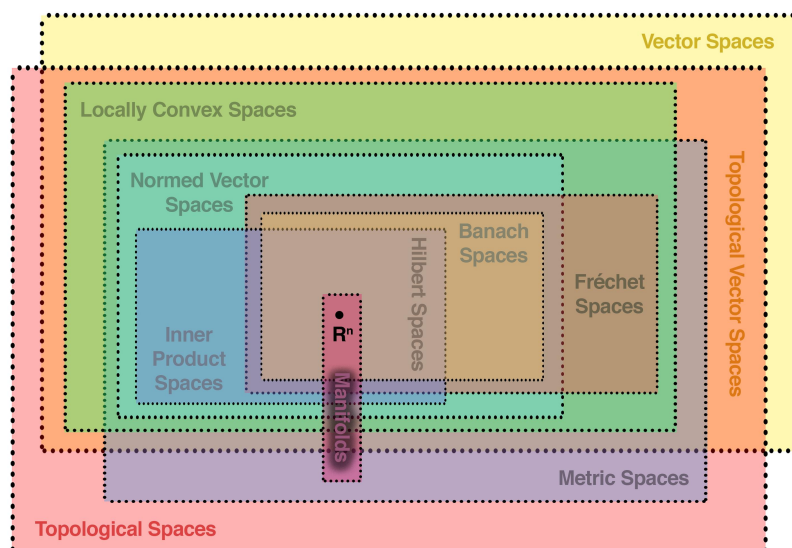 Vector Spaces
Locally Convex Spaces
Topological Vector Spaces
Normed Vector
Spaces
Banach
Spaces
Hilbert Spaces
Fréchet
Spaces
Rⁿ
Inner
Product
Spaces
Manifolds
Metric Spaces
Topological Spaces